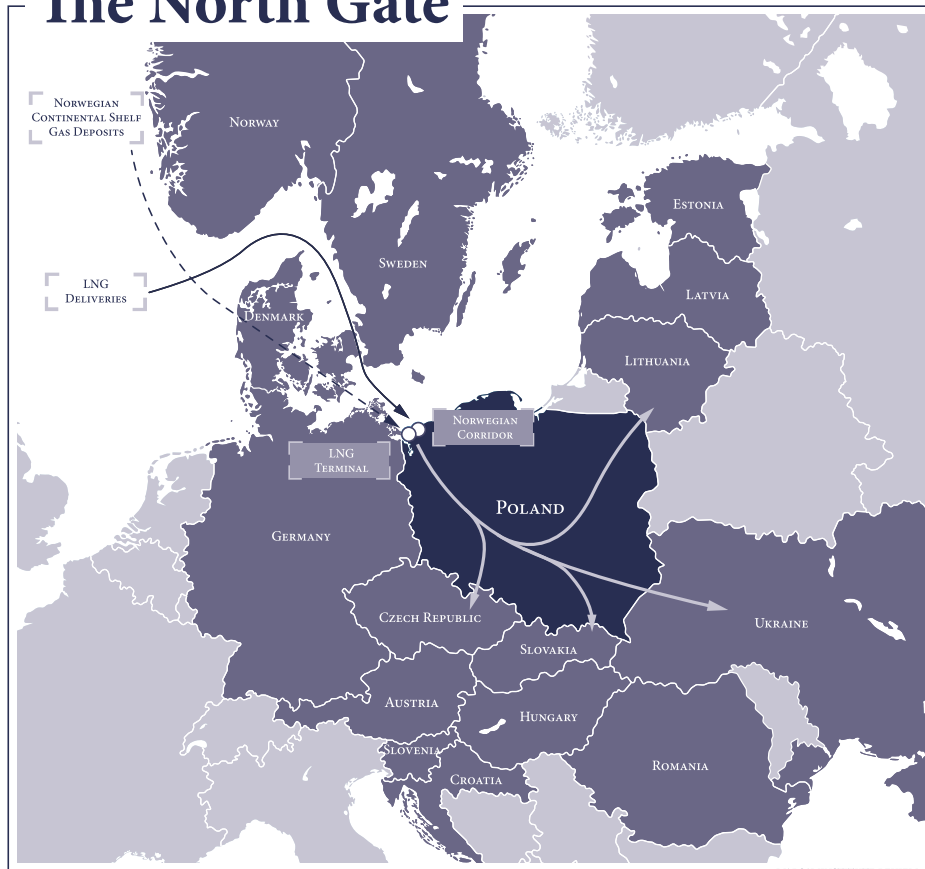 The North Gate
Norwegian
Continental Shelf
Gas Deposits
Norway
Estonia
Sweden
LNG
Deliveries
Latvia
Denmark
Lithuania
Norwegian
Corridor
LNG
Terminal
Poland
Germany
Czech Republic
Ukraine
Slovakia
Austria
Hungary
Slovenia
Romania
Croatia